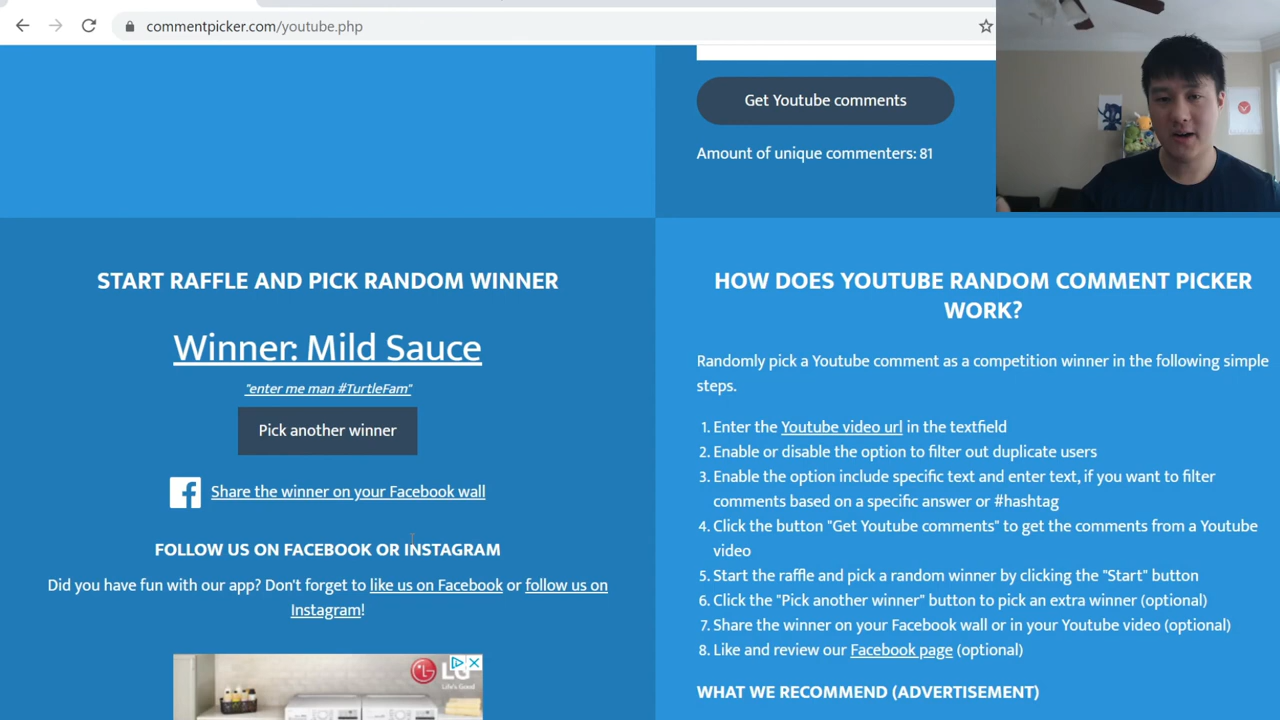 commentpicker.com/youtube.php
Get Youtube comments
Amount of unique commenters: 81
START RAFFLE AND PICK RANDOM WINNER
Winner: Mild Sauce
"enter me man #TurtleFam"
Pick another winner
Share the winner on your Facebook wall
FOLLOW US ON FACEBOOK OR INSTAGRAM
Did you have fun with our app? Don't forget to like us on Facebook or follow us on
Instagram!
LG
Life's Good
HOW DOES YOUTUBE RANDOM COMMENT PICKER
WORK?
Randomly pick a Youtube comment as a competition winner in the following simple
steps.
1. Enter the Youtube video url in the textfield
2. Enable or disable the option to filter out duplicate users
3. Enable the option include specific text and enter text, if you want to filter
comments based on a specific answer or #hashtag
4. Click the button "Get Youtube comments" to get the comments from a Youtube
video
5. Start the raffle and pick a random winner by clicking the "Start" button
6. Click the "Pick another winner" button to pick an extra winner (optional)
7. Share the winner on your Facebook wall or in your Youtube video (optional)
8. Like and review our Facebook page (optional)
WHAT WE RECOMMEND (ADVERTISEMENT)